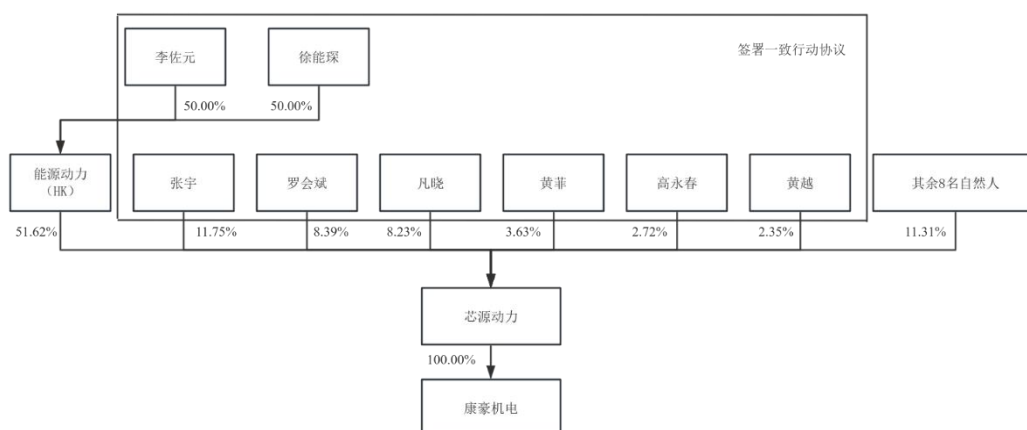 签署一致行动协议
李佐元
徐能琛
50.00%
50.00%
能源动力
（HK）
张宇
罗会斌
凡晓
黄菲
高永春
黄越
其余8名自然人
51.62%
11.75%
8.39%
8.23%
3.63%
2.72%
2.35%
11.31%
芯源动力
100.00%
康豪机电